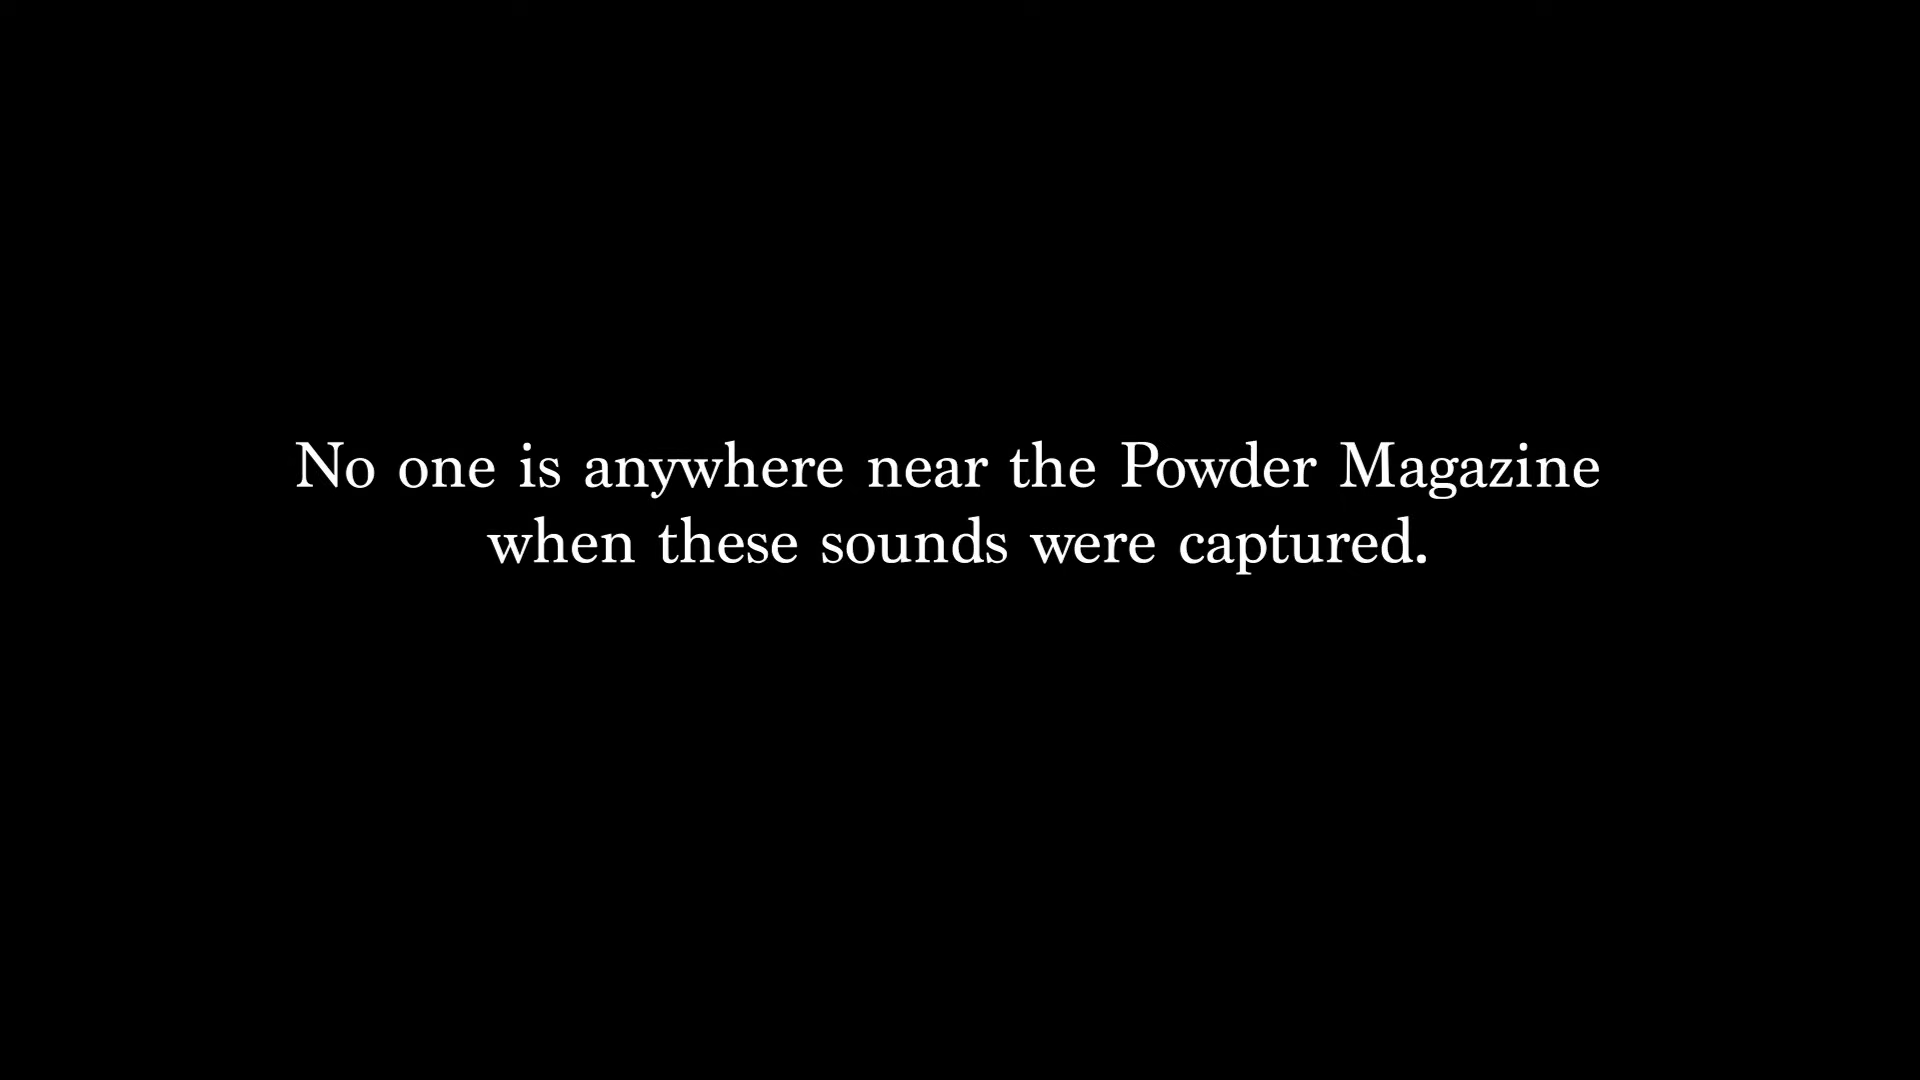 No one is anywhere near the Powder Magazine
when these sounds were captured.